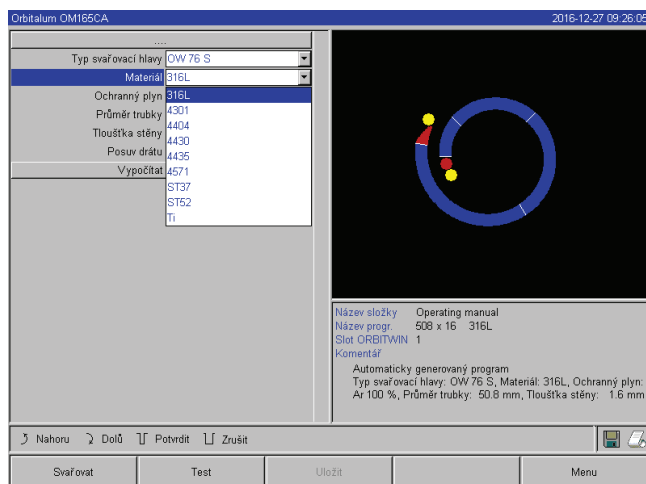 Orbitalum OM165CA 2016-12-27 09:26:05
....
Typ svařovací hlavy OW 76 S
Materiál 316L
Ochranný plyn 316L
Průměr trubky 4301
4404
Tloušťka stěny 4430
Posuv drátu 4435
Vypočítat 4571
ST37
ST52
Ti
Název složky Operating manual
Název progr. 508 x 16 316L
Slot ORBITWIN 1
Komentář
Automaticky generovaný program
Typ svařovací hlavy: OW 76 S, Materiál: 316L, Ochranný plyn:
Ar 100 %, Průměr trubky: 50.8 mm, Tloušťka stěny: 1.6 mm
Nahoru Dolů Potvrdit Zrušit
Svařovat Test Uložit Menu